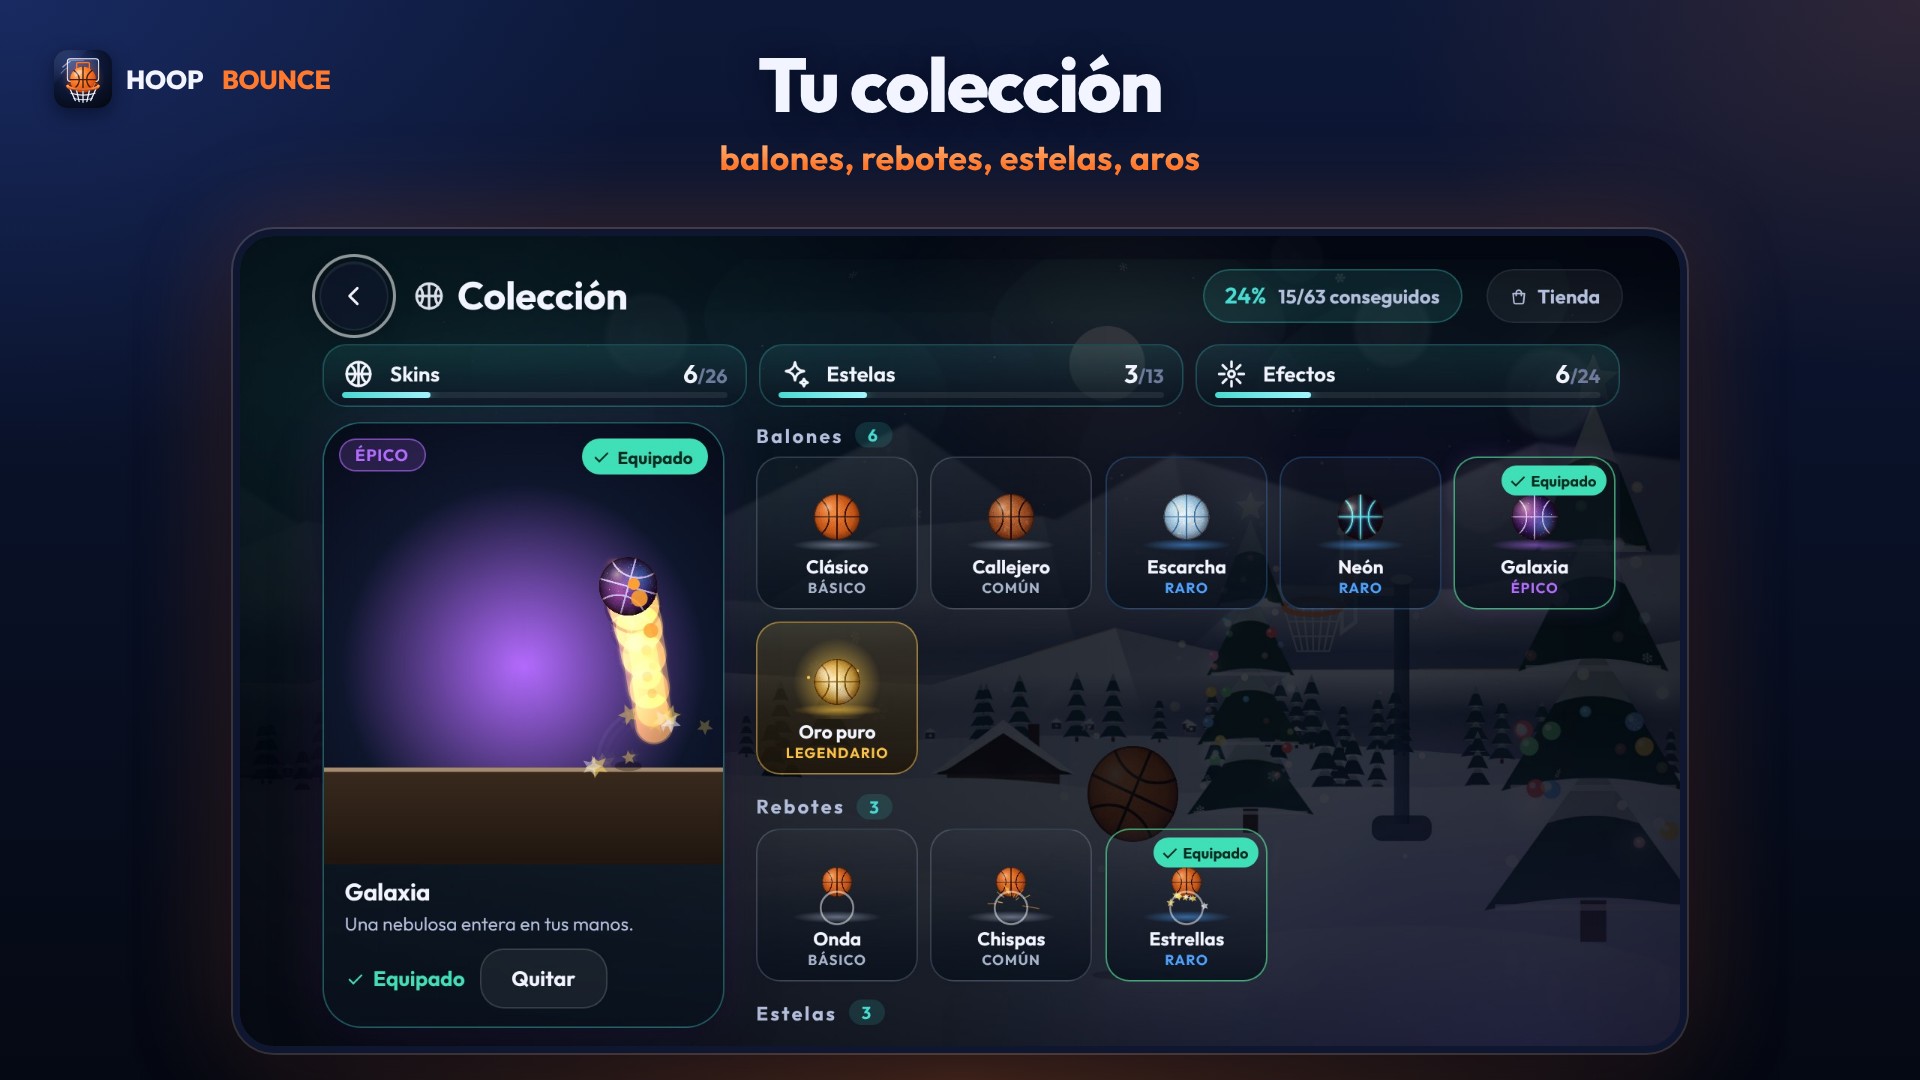 HOOP BOUNCE
Tu colección
balones, rebotes, estelas, aros
Colección
24% 15/63 conseguidos
Tienda
Skins 6/26
Estelas 3/13
Efectos 6/24
ÉPICO
Equipado
Galaxia
Una nebulosa entera en tus manos.
Equipado
Quitar
Balones 6
Clásico
BÁSICO
Callejero
COMÚN
Escarcha
RARO
Neón
RARO
Equipado
Galaxia
ÉPICO
Oro puro
LEGENDARIO
Rebotes 3
Onda
BÁSICO
Chispas
COMÚN
Equipado
Estrellas
RARO
Estelas 3